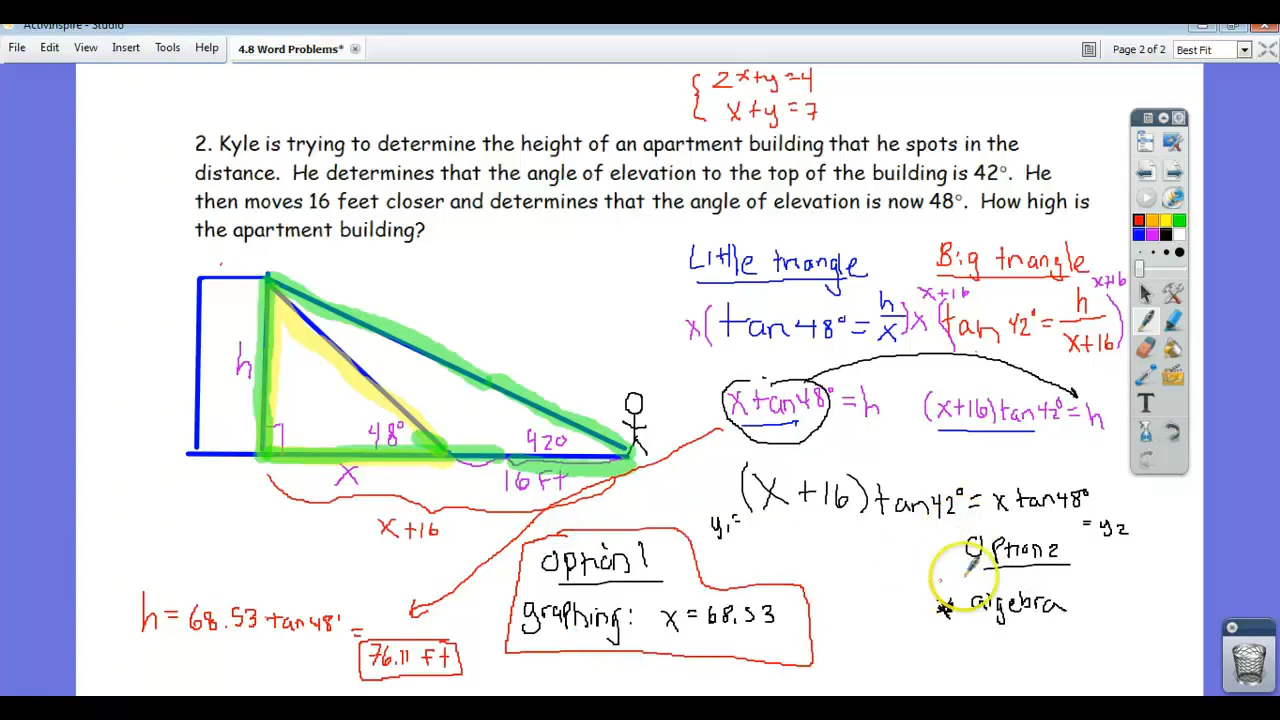 ActivInspire - Studio
File Edit View Insert Tools Help 4.8 Word Problems* Page 2 of 2 Best Fit
2x+y=4
x+y=7
2. Kyle is trying to determine the height of an apartment building that he spots in the
distance. He determines that the angle of elevation to the top of the building is 42°. He
then moves 16 feet closer and determines that the angle of elevation is now 48°. How high is
the apartment building?
Little triangle
Big triangle
x(tan 48° = h/x)x
x+16(tan 42° = h/x+16)x+16
x tan 48° = h
(x+16) tan 42° = h
h
48°
42°
x
16 Ft
x+16
(x+16) tan 42° = x tan 48°
y1=
= y2
option 1
graphing: x = 68.53
Option 2
* algebra
h = 68.53 tan 48° =
76.11 ft
T